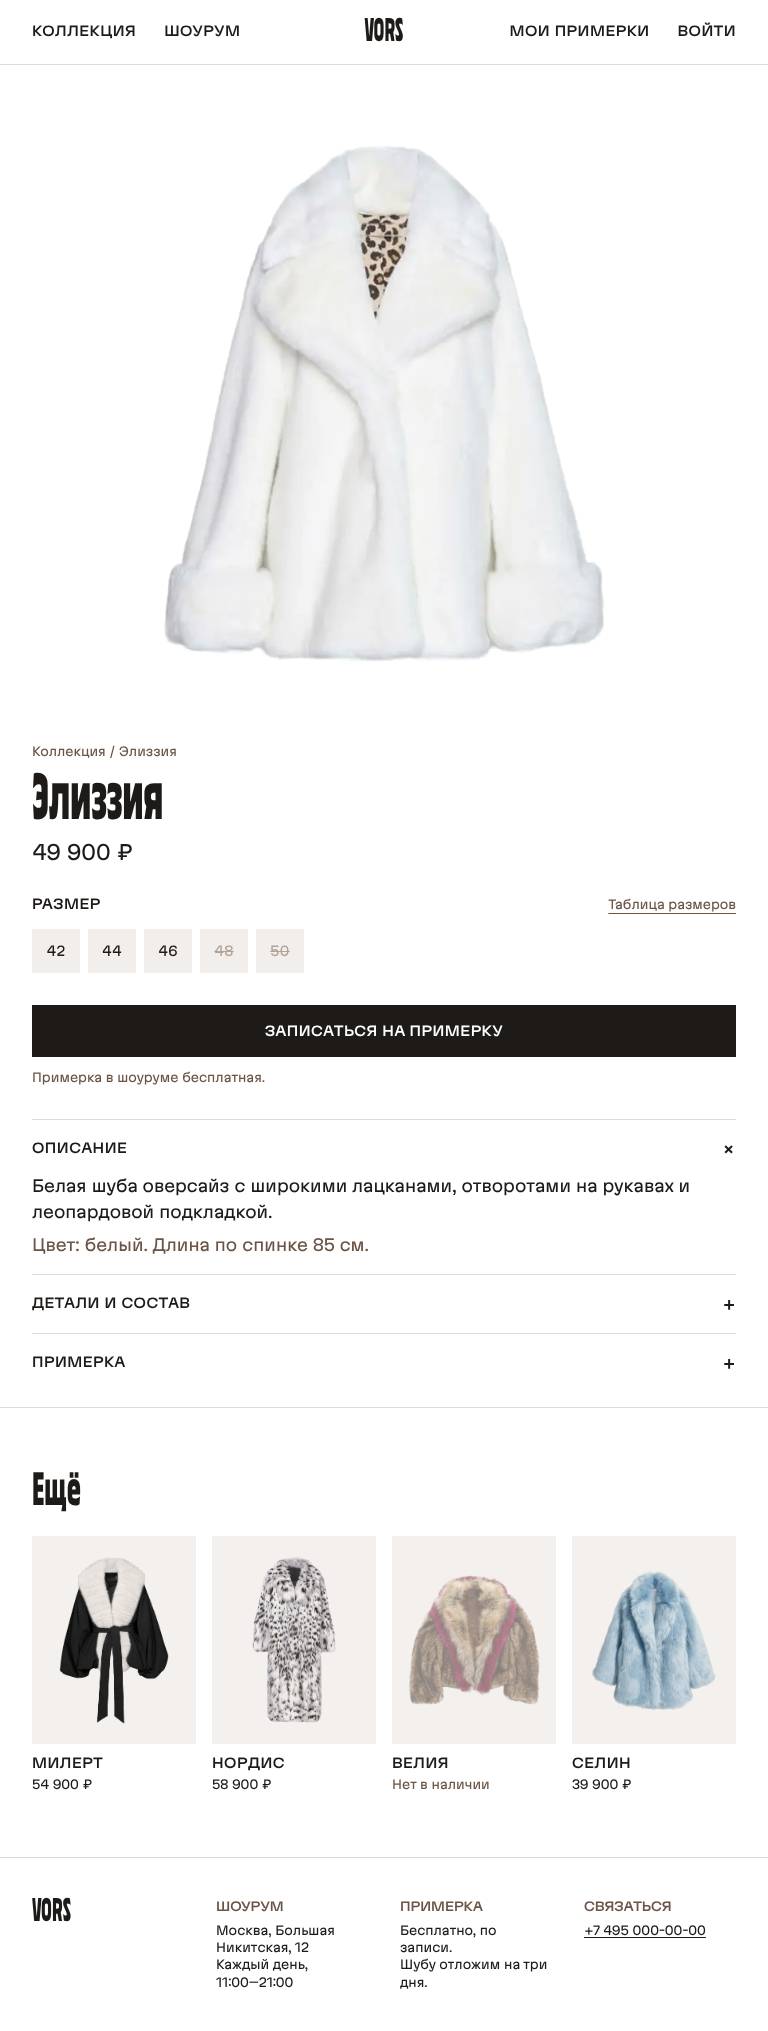 КОЛЛЕКЦИЯ ШОУРУМ VORS МОИ ПРИМЕРКИ ВОЙТИ
Коллекция / Элиззия
Элиззия
49 900 ₽
РАЗМЕР Таблица размеров
42 44 46 48 50
ЗАПИСАТЬСЯ НА ПРИМЕРКУ
Примерка в шоуруме бесплатная.
ОПИСАНИЕ ×
Белая шуба оверсайз с широкими лацканами, отворотами на рукавах и
леопардовой подкладкой.
Цвет: белый. Длина по спинке 85 см.
ДЕТАЛИ И СОСТАВ +
ПРИМЕРКА +
Ещё
МИЛЕРТ
54 900 ₽
НОРДИС
58 900 ₽
ВЕЛИЯ
Нет в наличии
СЕЛИН
39 900 ₽
VORS
ШОУРУМ
Москва, Большая
Никитская, 12
Каждый день,
11:00—21:00
ПРИМЕРКА
Бесплатно, по
записи.
Шубу отложим на три
дня.
СВЯЗАТЬСЯ
+7 495 000-00-00